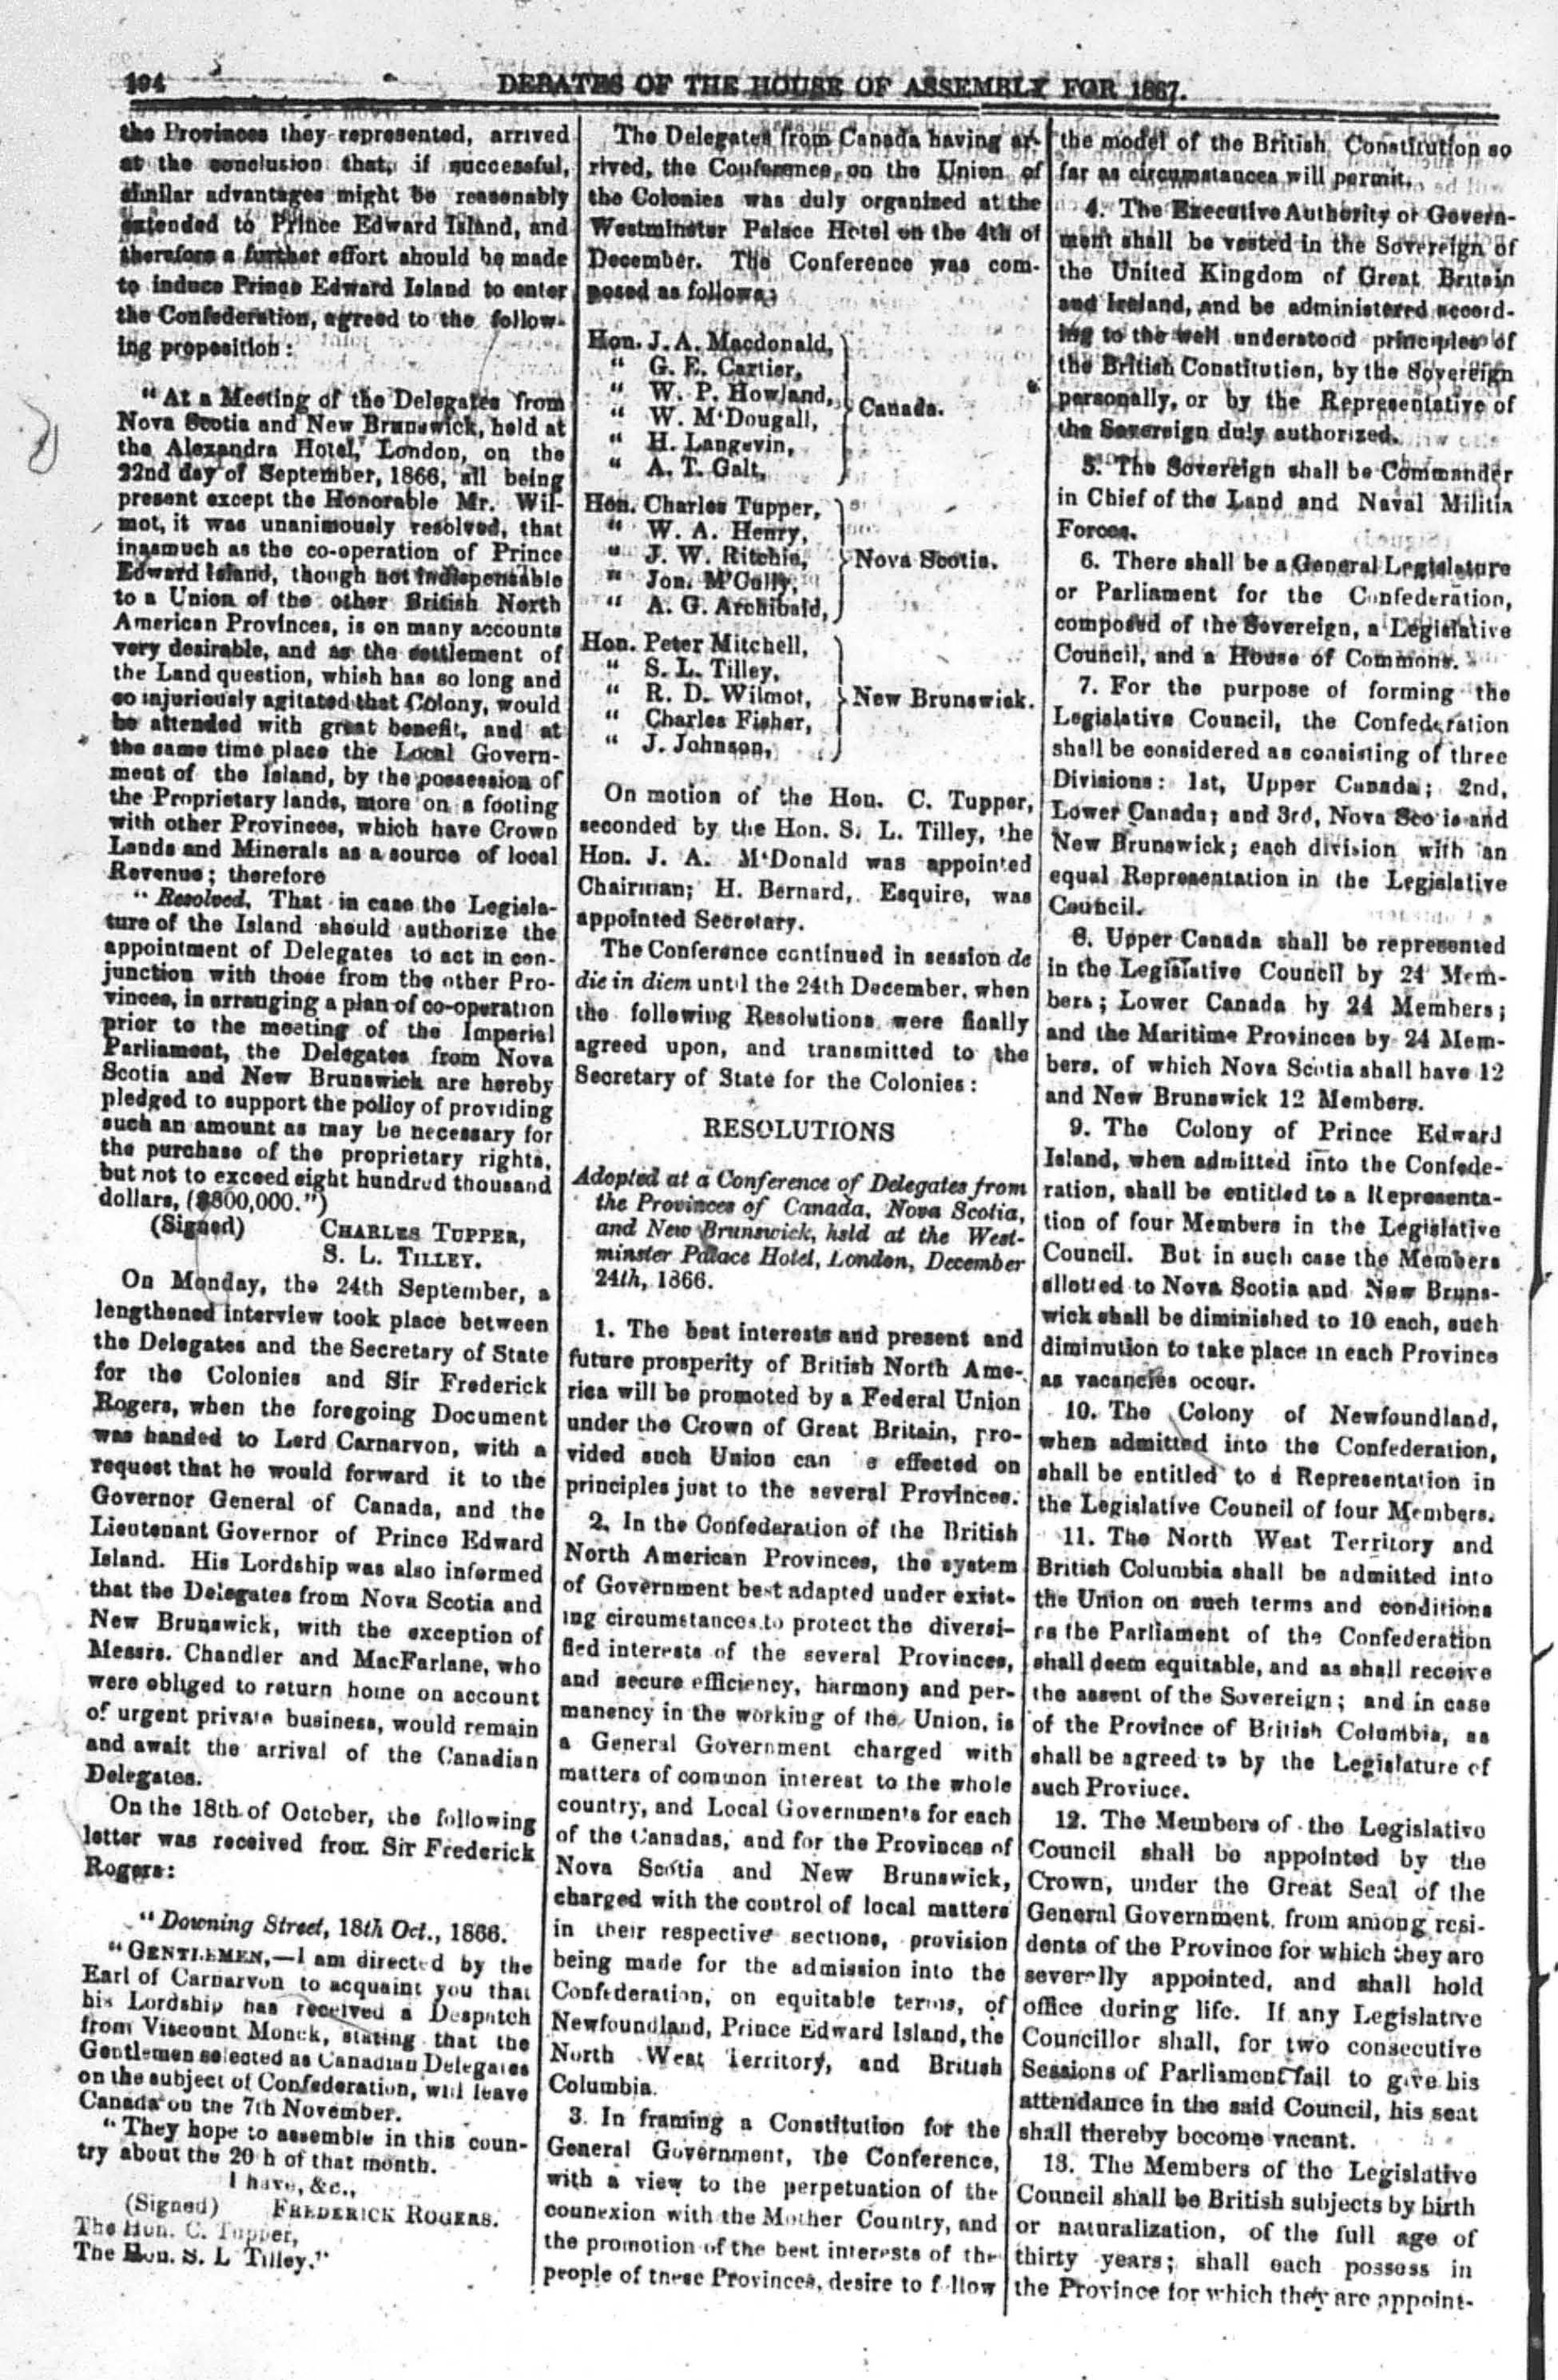 104
DEBATES OF THE HOUSE OF ASSEMBLY FOR 1867.
the Provinces they represented, arrived
at the conclusion that, if successful,
similar advantages might be reasonably
extended to Prince Edward Island, and
therefore a further effort should be made
to induce Prince Edward Island to enter
the Confederation, agreed to the follow-
ing proposition:
"At a Meeting of the Delegates from
Nova Scotia and New Brunswick, held at
the Alexandra Hotel, London, on the
22nd day of September, 1866, all being
present except the Honorable Mr. Wil-
mot, it was unanimously resolved, that
inasmuch as the co-operation of Prince
Edward Island, though not indispensable
to a Union of the other British North
American Provinces, is on many accounts
very desirable, and as the settlement of
the Land question, which has so long and
so injuriously agitated that Colony, would
be attended with great benefit, and at
the same time place the Local Govern-
ment of the Island, by the possession of
the Proprietary lands, more on a footing
with other Provinces, which have Crown
Lands and Minerals as a source of local
Revenue; therefore
"Resolved, That in case the Legisla-
ture of the Island should authorize the
appointment of Delegates to act in con-
junction with those from the other Pro-
vinces, in arranging a plan of co-operation
prior to the meeting of the Imperial
Parliament, the Delegates from Nova
Scotia and New Brunswick are hereby
pledged to support the policy of providing
such an amount as may be necessary for
the purchase of the proprietary rights,
but not to exceed eight hundred thousand
dollars, ($800,000.")
(Signed) CHARLES TUPPER,
S. L. TILLEY.
On Monday, the 24th September, a
lengthened interview took place between
the Delegates and the Secretary of State
for the Colonies and Sir Frederick
Rogers, when the foregoing Document
was handed to Lord Carnarvon, with a
request that he would forward it to the
Governor General of Canada, and the
Lieutenant Governor of Prince Edward
Island. His Lordship was also informed
that the Delegates from Nova Scotia and
New Brunswick, with the exception of
Messrs. Chandler and MacFarlane, who
were obliged to return home on account
of urgent private business, would remain
and await the arrival of the Canadian
Delegates.
On the 18th of October, the following
letter was received from Sir Frederick
Rogers:
"Downing Street, 18th Oct., 1866.
"GENTLEMEN,—I am directed by the
Earl of Carnarvon to acquaint you that
his Lordship has received a Despatch
from Viscount Monck, stating that the
Gentlemen selected as Canadian Delegates
on the subject of Confederation, will leave
Canada on the 7th November.
"They hope to assemble in this coun-
try about the 20 h of that month.
I have, &c.,
(Signed) FREDERICK ROGERS.
The Hon. C. Tupper,
The Hon. S. L Tilley."
The Delegates from Canada having ar-
rived, the Conference, on the Union of
the Colonies was duly organized at the
Westminster Palace Hotel on the 4th of
December. The Conference was com-
posed as follows:
Hon. J. A. Macdonald,
" G. E. Cartier,
" W. P. Howland,
" W. M'Dougall,
" H. Langevin,
" A. T. Galt,
Canada.
Hon. Charles Tupper,
" W. A. Henry,
" J. W. Ritchie,
" Jon. M'Cully,
" A. G. Archibald,
Nova Scotia.
Hon. Peter Mitchell,
" S. L. Tilley,
" R. D. Wilmot,
" Charles Fisher,
" J. Johnson,
New Brunswick.
On motion of the Hon. C. Tupper,
seconded by the Hon. S. L. Tilley, the
Hon. J. A. M'Donald was appointed
Chairman; H. Bernard, Esquire, was
appointed Secretary.
The Conference continued in session de
die in diem until the 24th December, when
the following Resolutions were finally
agreed upon, and transmitted to the
Secretary of State for the Colonies:
RESOLUTIONS
Adopted at a Conference of Delegates from
the Provinces of Canada, Nova Scotia,
and New Brunswick, held at the West-
minster Palace Hotel, London, December
24th, 1866.
1. The best interests and present and
future prosperity of British North Ame-
rica will be promoted by a Federal Union
under the Crown of Great Britain, pro-
vided such Union can e effected on
principles just to the several Provinces.
2. In the Confederation of the British
North American Provinces, the system
of Government best adapted under exist-
ing circumstances to protect the diversi-
fied interests of the several Provinces,
and secure efficiency, harmony and per-
manency in the working of the Union, is
a General Government charged with
matters of common interest to the whole
country, and Local Governments for each
of the Canadas, and for the Provinces of
Nova Scotia and New Brunswick,
charged with the control of local matters
in their respective sections, provision
being made for the admission into the
Confederation, on equitable terms, of
Newfoundland, Prince Edward Island, the
North West Territory, and British
Columbia.
3. In framing a Constitution for the
General Government, the Conference,
with a view to the perpetuation of the
connexion with the Mother Country, and
the promotion of the best interests of the
people of these Provinces, desire to f llow
the model of the British Constitution so
far as circumstances will permit.
4. The Executive Authority or Govern-
ment shall be vested in the Sovereign of
the United Kingdom of Great Britain
and Ireland, and be administered accord-
ing to the well understood principles of
the British Constitution, by the Sovereign
personally, or by the Representative of
the Sovereign duly authorized.
5. The Sovereign shall be Commander
in Chief of the Land and Naval Militia
Forces.
6. There shall be a General Legislature
or Parliament for the Confederation,
composed of the Sovereign, a Legislative
Council, and a House of Commons.
7. For the purpose of forming the
Legislative Council, the Confederation
shall be considered as consisting of three
Divisions: 1st, Upper Canada; 2nd,
Lower Canada; and 3rd, Nova Sco ia and
New Brunswick; each division with an
equal Representation in the Legislative
Council.
8. Upper Canada shall be represented
in the Legislative Council by 24 Mem-
bers; Lower Canada by 24 Members;
and the Maritime Provinces by 24 Mem-
bers, of which Nova Scotia shall have 12
and New Brunswick 12 Members.
9. The Colony of Prince Edward
Island, when admitted into the Confede-
ration, shall be entitled to a Representa-
tion of four Members in the Legislative
Council. But in such case the Members
allotted to Nova Scotia and New Bruns-
wick shall be diminished to 10 each, such
diminution to take place in each Province
as vacancies occur.
10. The Colony of Newfoundland,
when admitted into the Confederation,
shall be entitled to a Representation in
the Legislative Council of four Members.
11. The North West Territory and
British Columbia shall be admitted into
the Union on such terms and conditions
as the Parliament of the Confederation
shall deem equitable, and as shall receive
the assent of the Sovereign; and in case
of the Province of British Columbia, as
shall be agreed to by the Legislature of
such Proviuce.
12. The Members of the Legislative
Council shall be appointed by the
Crown, under the Great Seal of the
General Government, from among resi-
dents of the Province for which they are
severally appointed, and shall hold
office during life. If any Legislative
Councillor shall, for two consecutive
Sessions of Parliament fail to give his
attendance in the said Council, his seat
shall thereby become vacant.
13. The Members of the Legislative
Council shall be British subjects by birth
or naturalization, of the full age of
thirty years; shall each possess in
the Province for which they are appoint-